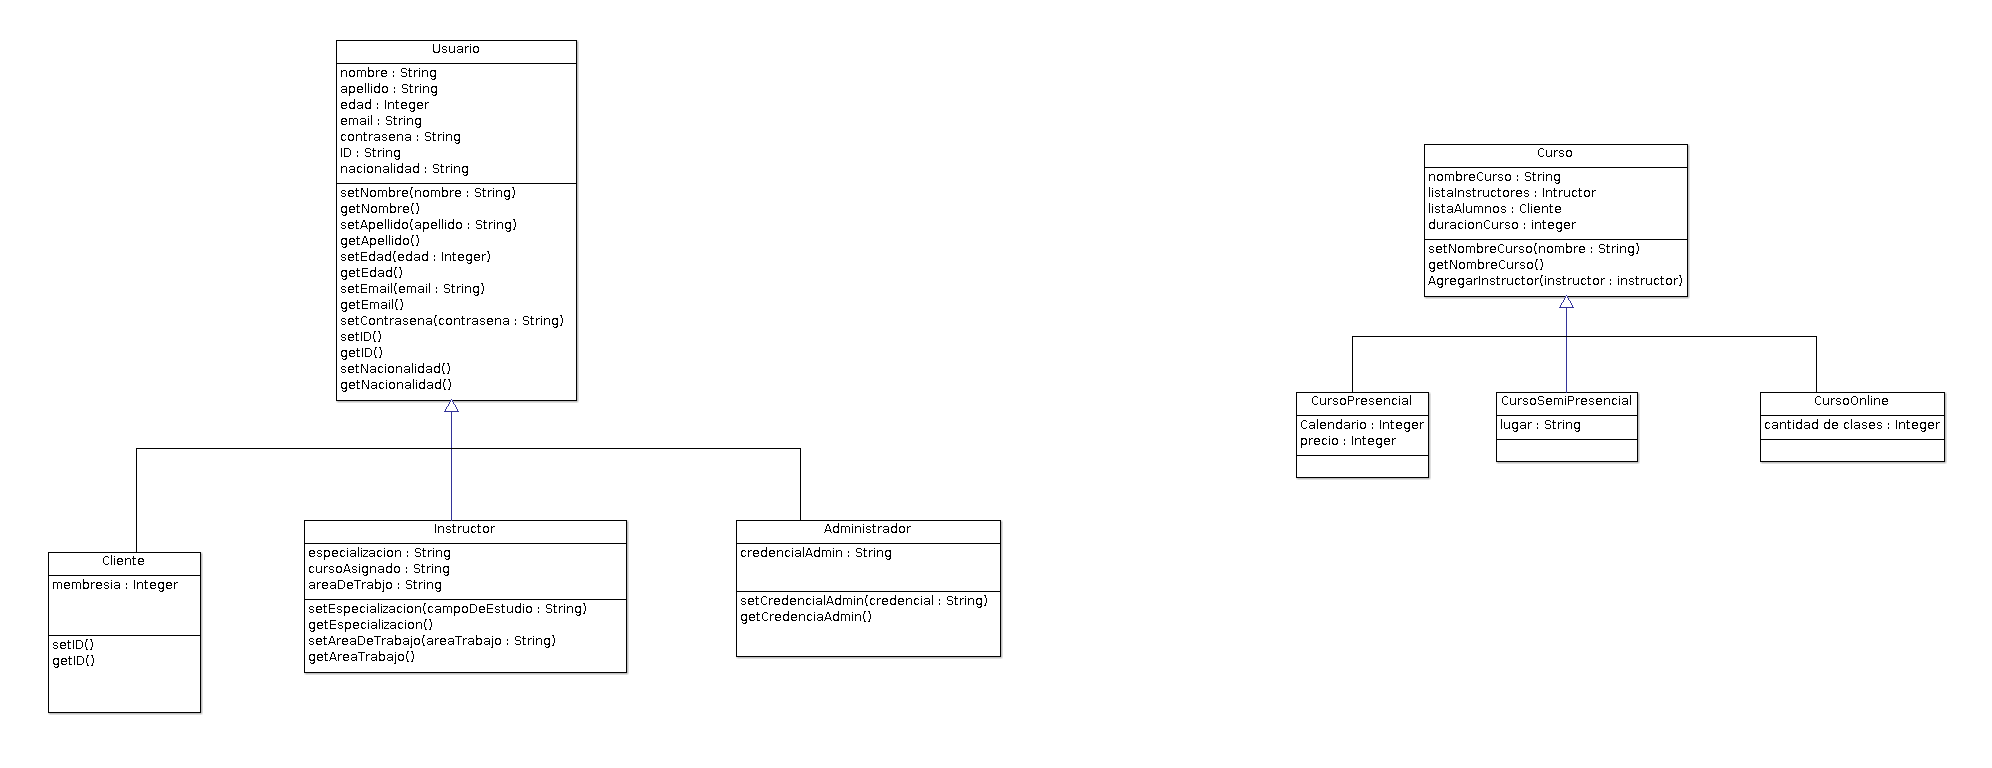 Usuario
nombre : String
apellido : String
edad : Integer
email : String
contrasena : String
ID : String
nacionalidad : String
setNombre(nombre : String)
getNombre()
setApellido(apellido : String)
getApellido()
setEdad(edad : Integer)
getEdad()
setEmail(email : String)
getEmail()
setContrasena(contrasena : String)
setID()
getID()
setNacionalidad()
getNacionalidad()
Cliente
membresia : Integer
setID()
getID()
Instructor
especializacion : String
cursoAsignado : String
areaDeTrabjo : String
setEspecializacion(campoDeEstudio : String)
getEspecializacion()
setAreaDeTrabajo(areaTrabajo : String)
getAreaTrabajo()
Administrador
credencialAdmin : String
setCredencialAdmin(credencial : String)
getCredenciaAdmin()
Curso
nombreCurso : String
listaInstructores : Intructor
listaAlumnos : Cliente
duracionCurso : integer
setNombreCurso(nombre : String)
getNombreCurso()
AgregarInstructor(instructor : instructor)
CursoPresencial
Calendario : Integer
precio : Integer
CursoSemiPresencial
lugar : String
CursoOnline
cantidad de clases : Integer